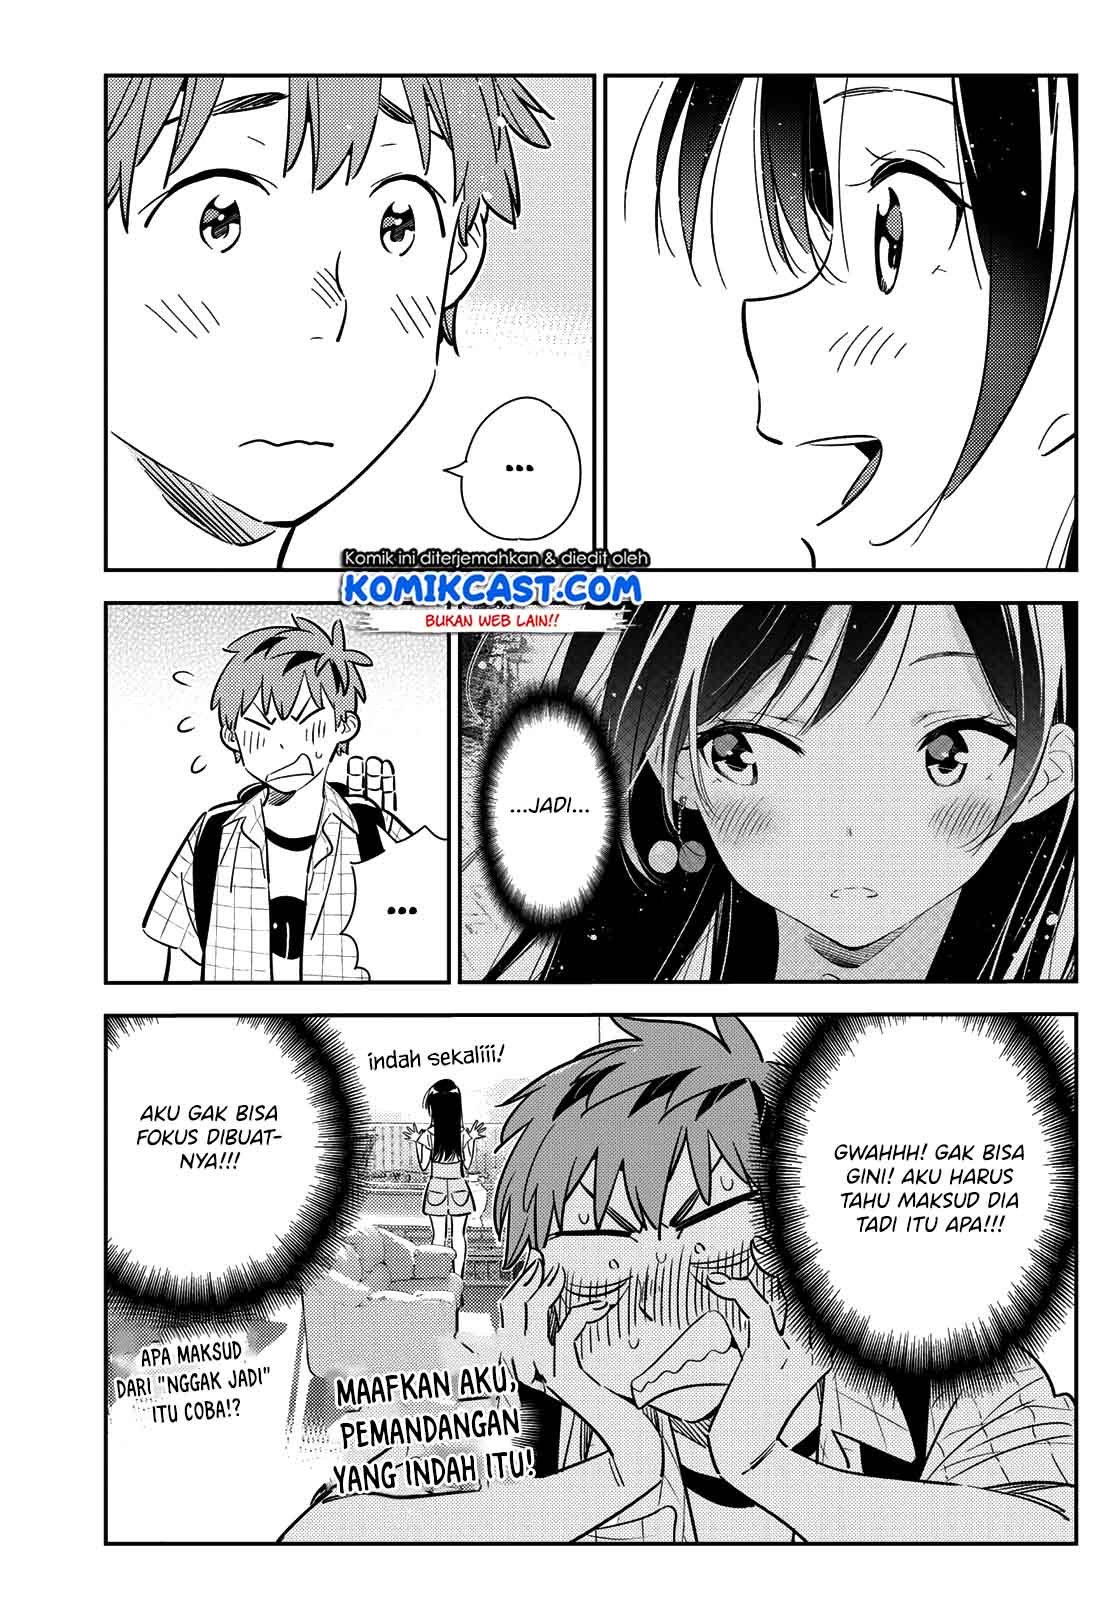 ...
Komik ini diterjemahkan & diedit oleh
KOMIKCAST.COM
BUKAN WEB LAIN!!
...JADI...
...
GWAHHH! GAK BISA
GINI! AKU HARUS
TAHU MAKSUD DIA
TADI ITU APA!!!
indah sekaliii!
AKU GAK BISA
FOKUS DIBUAT-
NYA!!!
MAAFKAN AKU,
PEMANDANGAN
YANG INDAH ITU!
APA MAKSUD
DARI "NGGAK JADI"
ITU COBA!?